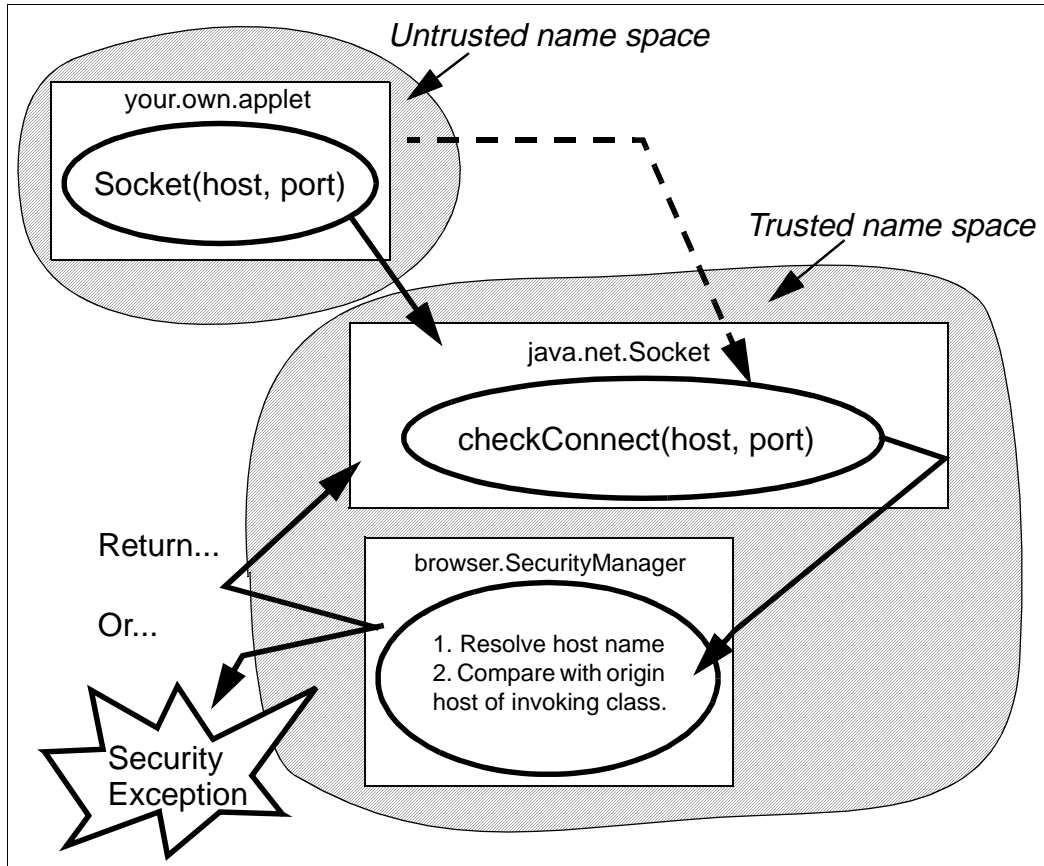 Untrusted name space
your.own.applet
Socket(host, port)
Trusted name space
java.net.Socket
checkConnect(host, port)
Return...
Or...
browser.SecurityManager
1. Resolve host name
2. Compare with origin
host of invoking class.
Security
Exception